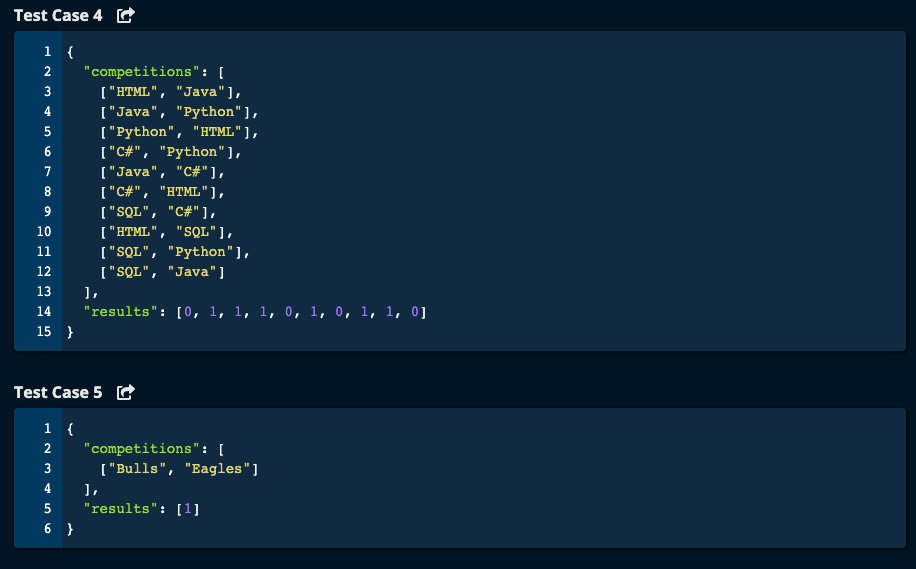 Test Case 4
1 {
2 "competitions": [
3 ["HTML", "Java"],
4 ["Java", "Python"],
5 ["Python", "HTML"],
6 ["C#", "Python"],
7 ["Java", "C#"],
8 ["C#", "HTML"],
9 ["SQL", "C#"],
10 ["HTML", "SQL"],
11 ["SQL", "Python"],
12 ["SQL", "Java"]
13 ],
14 "results": [0, 1, 1, 1, 0, 1, 0, 1, 1, 0]
15 }
Test Case 5
1 {
2 "competitions": [
3 ["Bulls", "Eagles"]
4 ],
5 "results": [1]
6 }